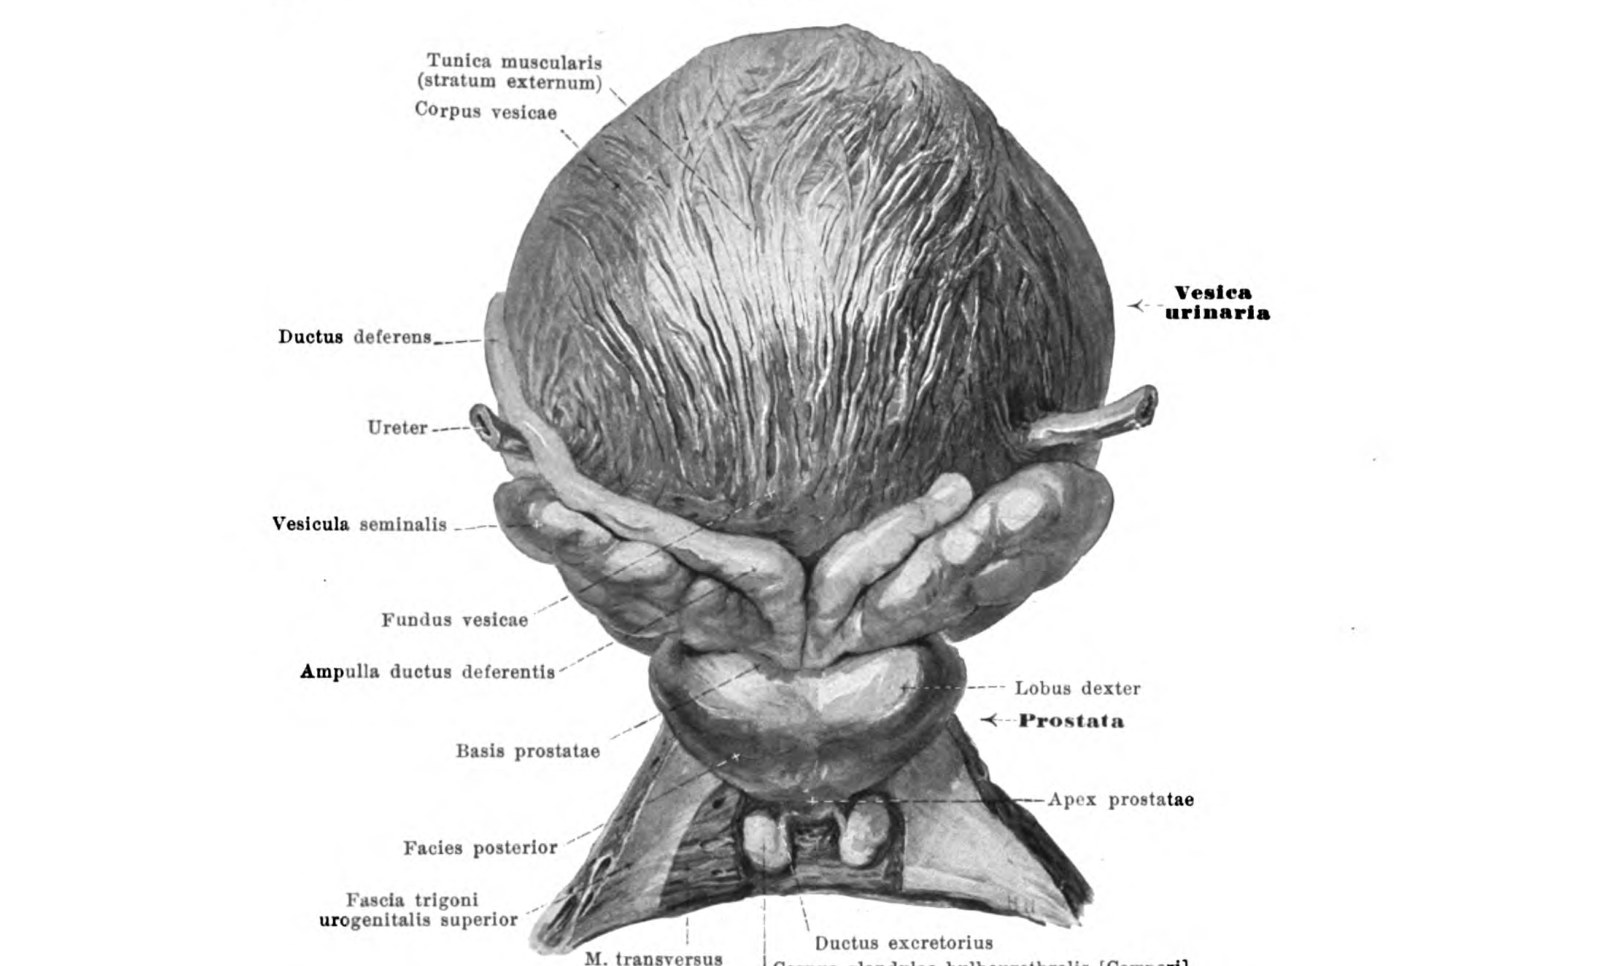 Tunica muscularis
(stratum externum)
Corpus vesicae
Vesica
urinaria
Ductus deferens
Ureter
Vesicula seminalis
Fundus vesicae
Ampulla ductus deferentis
Lobus dexter
Prostata
Basis prostatae
Apex prostatae
Facies posterior
Fascia trigoni
urogenitalis superior
Ductus excretorius
M. transversus